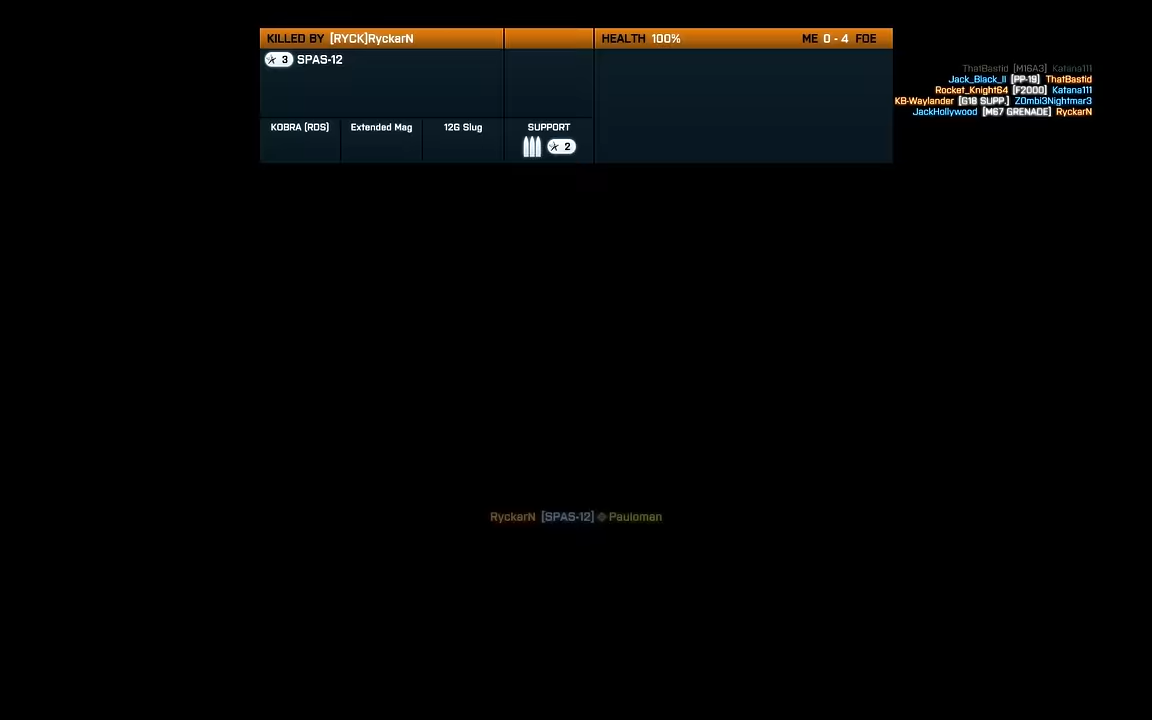 KILLED BY [RYCK]RyckarN
HEALTH 100%
ME 0 - 4 FOE
3 SPAS-12
ThatBastid [M16A3] Katana111
Jack_Black_II [PP-19] ThatBastid
Rocket_Knight64 [F2000] Katana111
KB-Waylander [G18 SUPP.] Z0mbi3Nightmar3
JackHollywood [M67 GRENADE] RyckarN
KOBRA (RDS)
Extended Mag
12G Slug
SUPPORT
2
RyckarN [SPAS-12] Pauloman